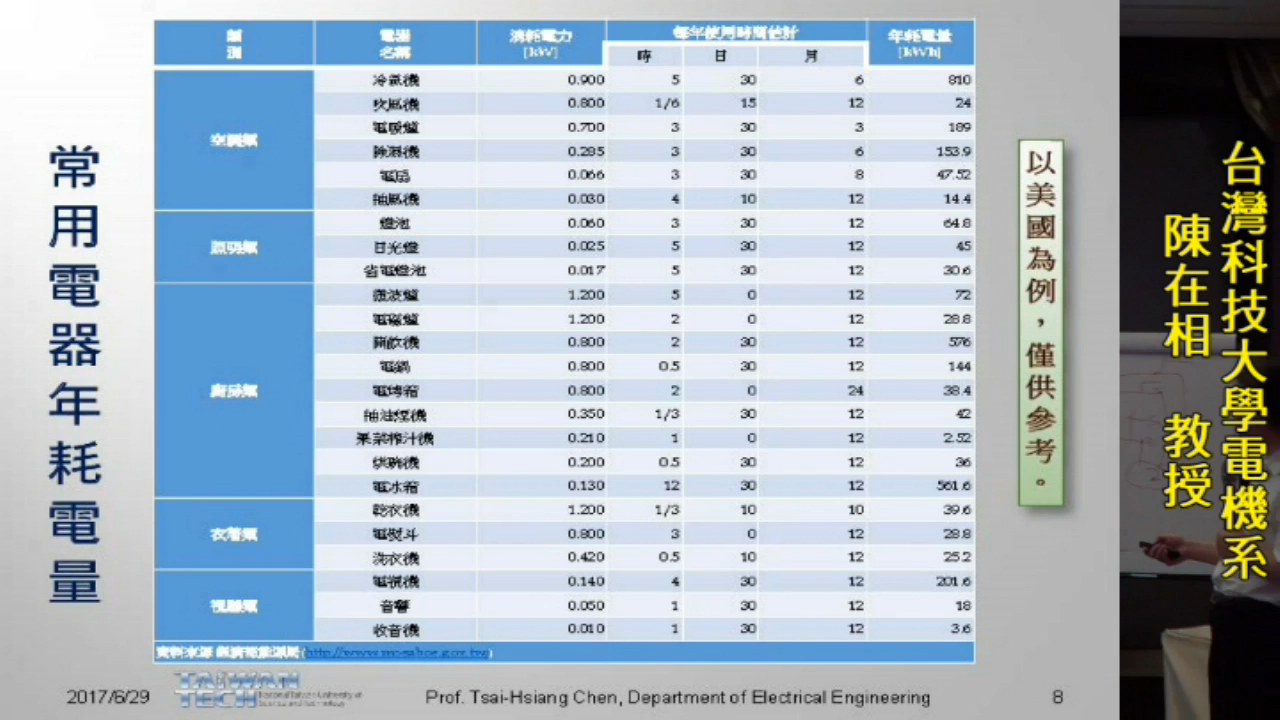 常用電器年耗電量
類別 電器名稱 消耗電力 [kW] 每年使用時間估計 年耗電量 [kWh]
時 日 月
空調類
冷氣機 0.900 5 30 6 810
吹風機 0.800 1/6 15 12 24
電暖爐 0.700 3 30 3 189
除濕機 0.285 3 30 6 153.9
電扇 0.066 3 30 8 47.52
抽風機 0.030 4 10 12 14.4
照明類
燈泡 0.060 3 30 12 64.8
日光燈 0.025 5 30 12 45
省電燈泡 0.017 5 30 12 30.6
廚房類
微波爐 1.200 5 0 12 72
電磁爐 1.200 2 0 12 28.8
開飲機 0.800 2 30 12 576
電鍋 0.800 0.5 30 12 144
電烤箱 0.800 2 0 24 38.4
抽油煙機 0.350 1/3 30 12 42
果菜榨汁機 0.210 1 0 12 2.52
烘碗機 0.200 0.5 30 12 36
電冰箱 0.130 12 30 12 561.6
衣著類
乾衣機 1.200 1/3 10 10 39.6
電熨斗 0.800 3 0 12 28.8
洗衣機 0.420 0.5 10 12 25.2
視聽類
電視機 0.140 4 30 12 201.6
音響 0.050 1 30 12 18
收音機 0.010 1 30 12 3.6
資料來源 經濟部能源局(http://www.moeaboe.gov.tw)
以美國為例，僅供參考。
台灣科技大學電機系
陳在相 教授
2017/6/29
TAIWAN TECH
National Taiwan University of
Science and Technology
Prof. Tsai-Hsiang Chen, Department of Electrical Engineering
8